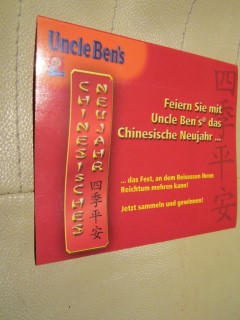 Uncle Ben's
2
CHINESISCHES
NEUJAHR 四季平安
Feiern Sie mit
Uncle Ben's® das
Chinesische Neujahr ...
... das Fest, an dem Reisessen Ihren
Reichtum mehren kann!
Jetzt sammeln und gewinnen!
四季平安